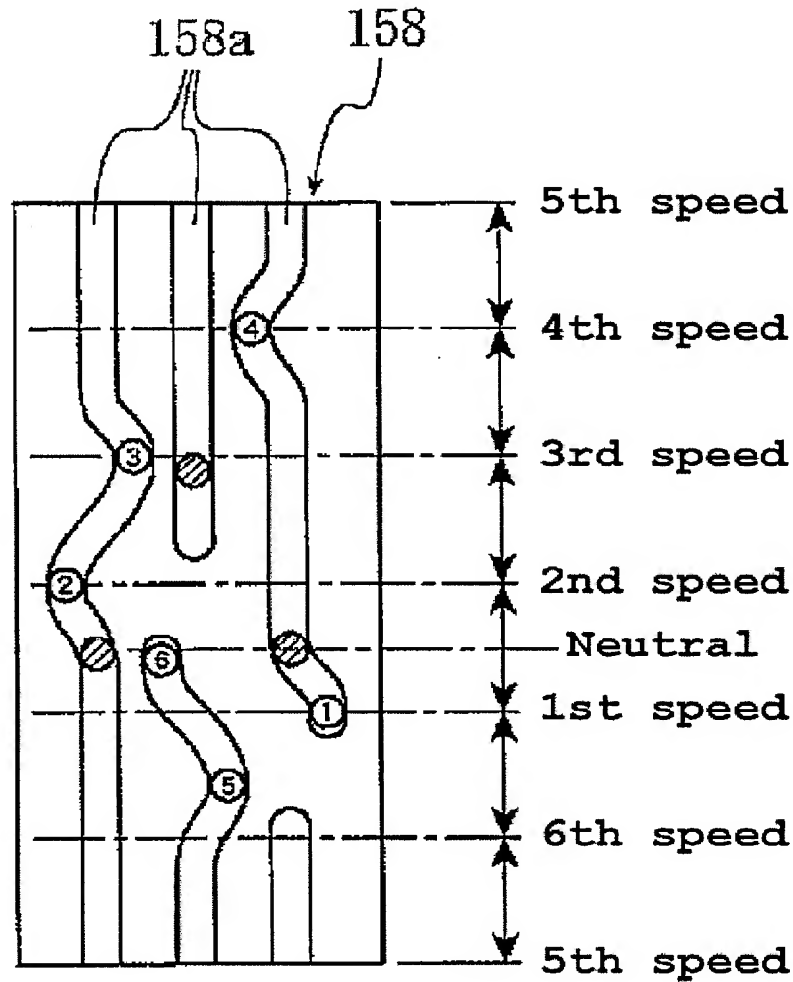 158a 158
5th speed
④ 4th speed
③ 3rd speed
② 2nd speed
⑥ Neutral
① 1st speed
⑤
6th speed
5th speed